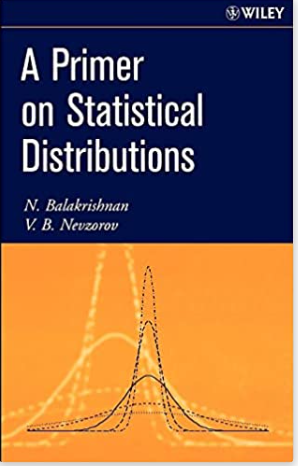 WILEY
A Primer
on Statistical
Distributions
N. Balakrishnan
V. B. Nevzorov